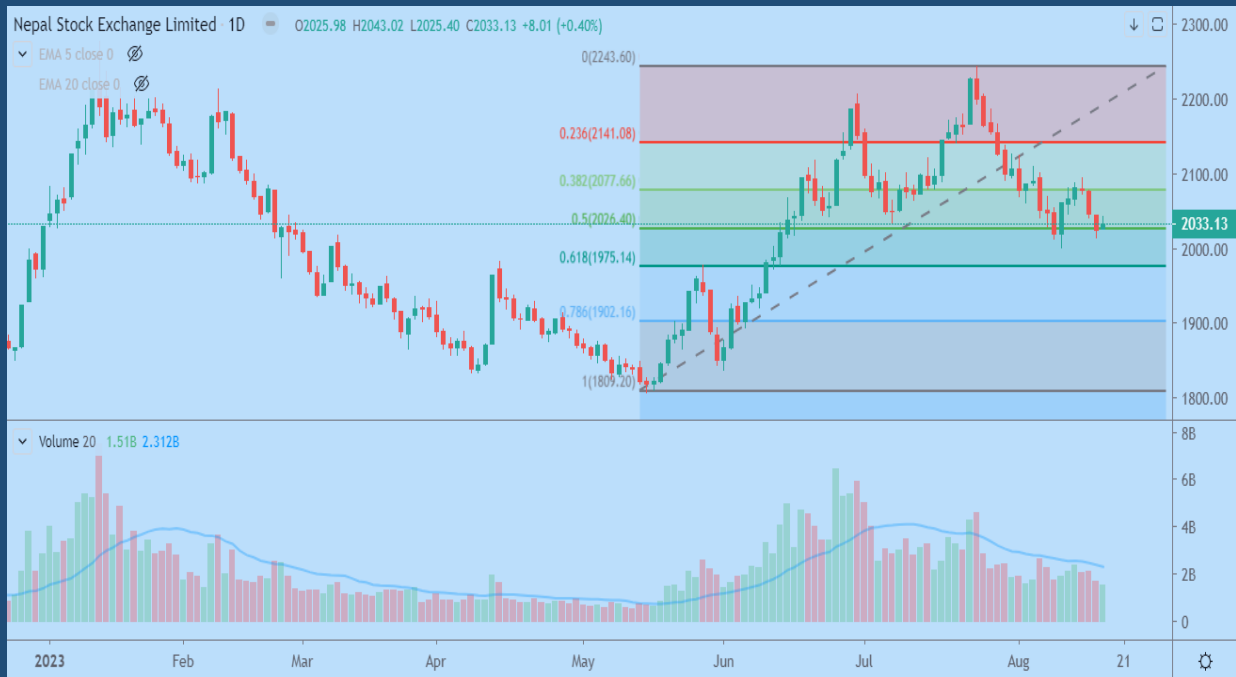 Nepal Stock Exchange Limited 1D O2025.98 H2043.02 L2025.40 C2033.13 +8.01 (+0.40%)
EMA 5 close 0
EMA 20 close 0
0(2243.60)
0.236(2141.08)
0.382(2077.66)
0.5(2026.40)
0.618(1975.14)
0.786(1902.16)
1(1809.20)
2300.00
2200.00
2100.00
2033.13
2000.00
1900.00
1800.00
Volume 20 1.51B 2.312B
8B
6B
4B
2B
0
2023 Feb Mar Apr May Jun Jul Aug 21